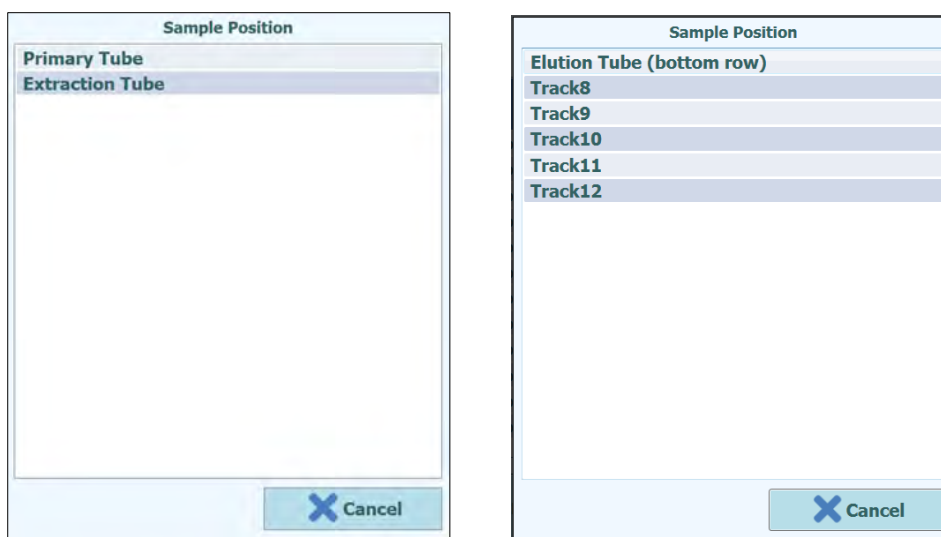 Sample Position
Primary Tube
Extraction Tube
Cancel
Sample Position
Elution Tube (bottom row)
Track8
Track9
Track10
Track11
Track12
Cancel